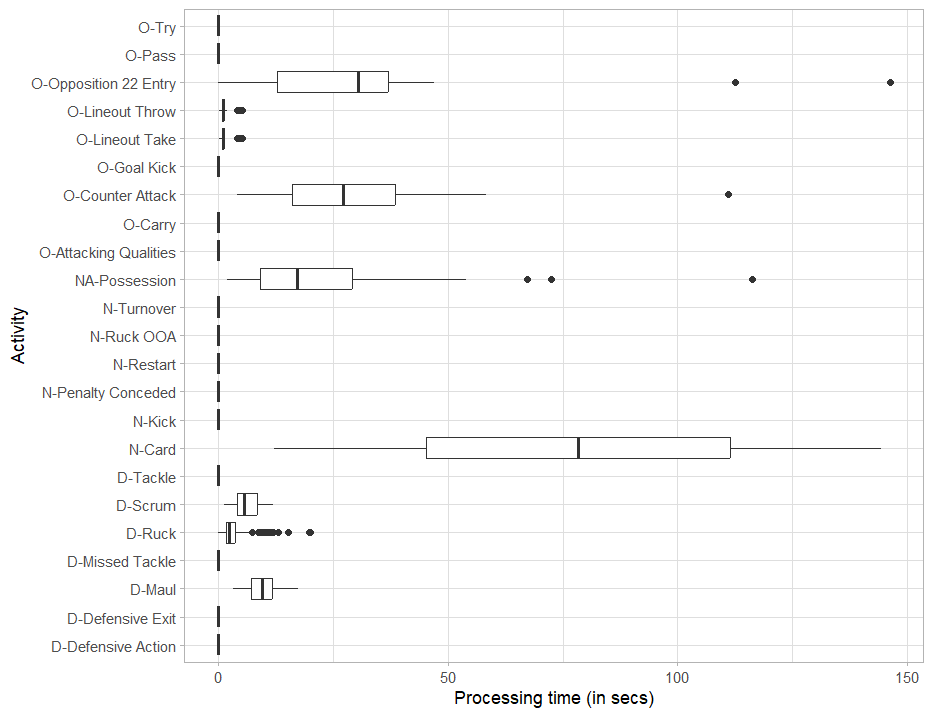 O-Try
O-Pass
O-Opposition 22 Entry
O-Lineout Throw
O-Lineout Take
O-Goal Kick
O-Counter Attack
O-Carry
O-Attacking Qualities
NA-Possession
N-Turnover
N-Ruck OOA
N-Restart
N-Penalty Conceded
N-Kick
N-Card
D-Tackle
D-Scrum
D-Ruck
D-Missed Tackle
D-Maul
D-Defensive Exit
D-Defensive Action
Activity
0 50 100 150
Processing time (in secs)